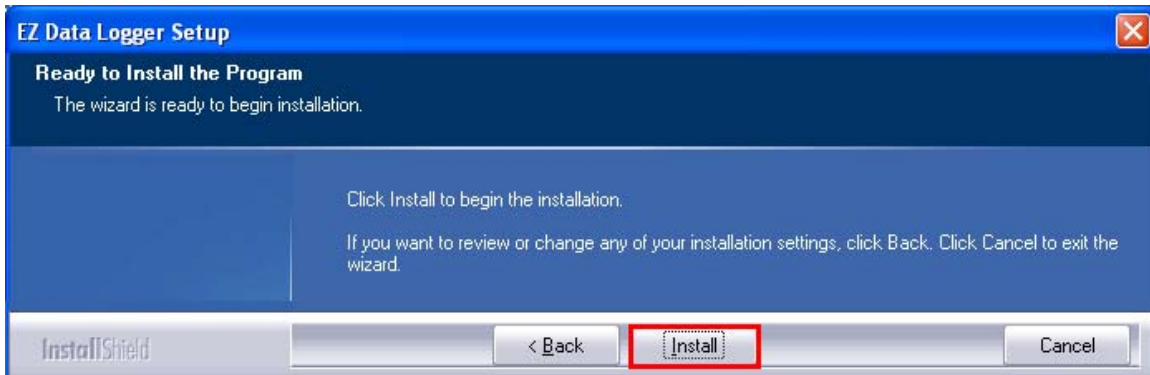 EZ Data Logger Setup
Ready to Install the Program
The wizard is ready to begin installation.
Click Install to begin the installation.
If you want to review or change any of your installation settings, click Back. Click Cancel to exit the
wizard.
InstallShield
< Back
Install
Cancel